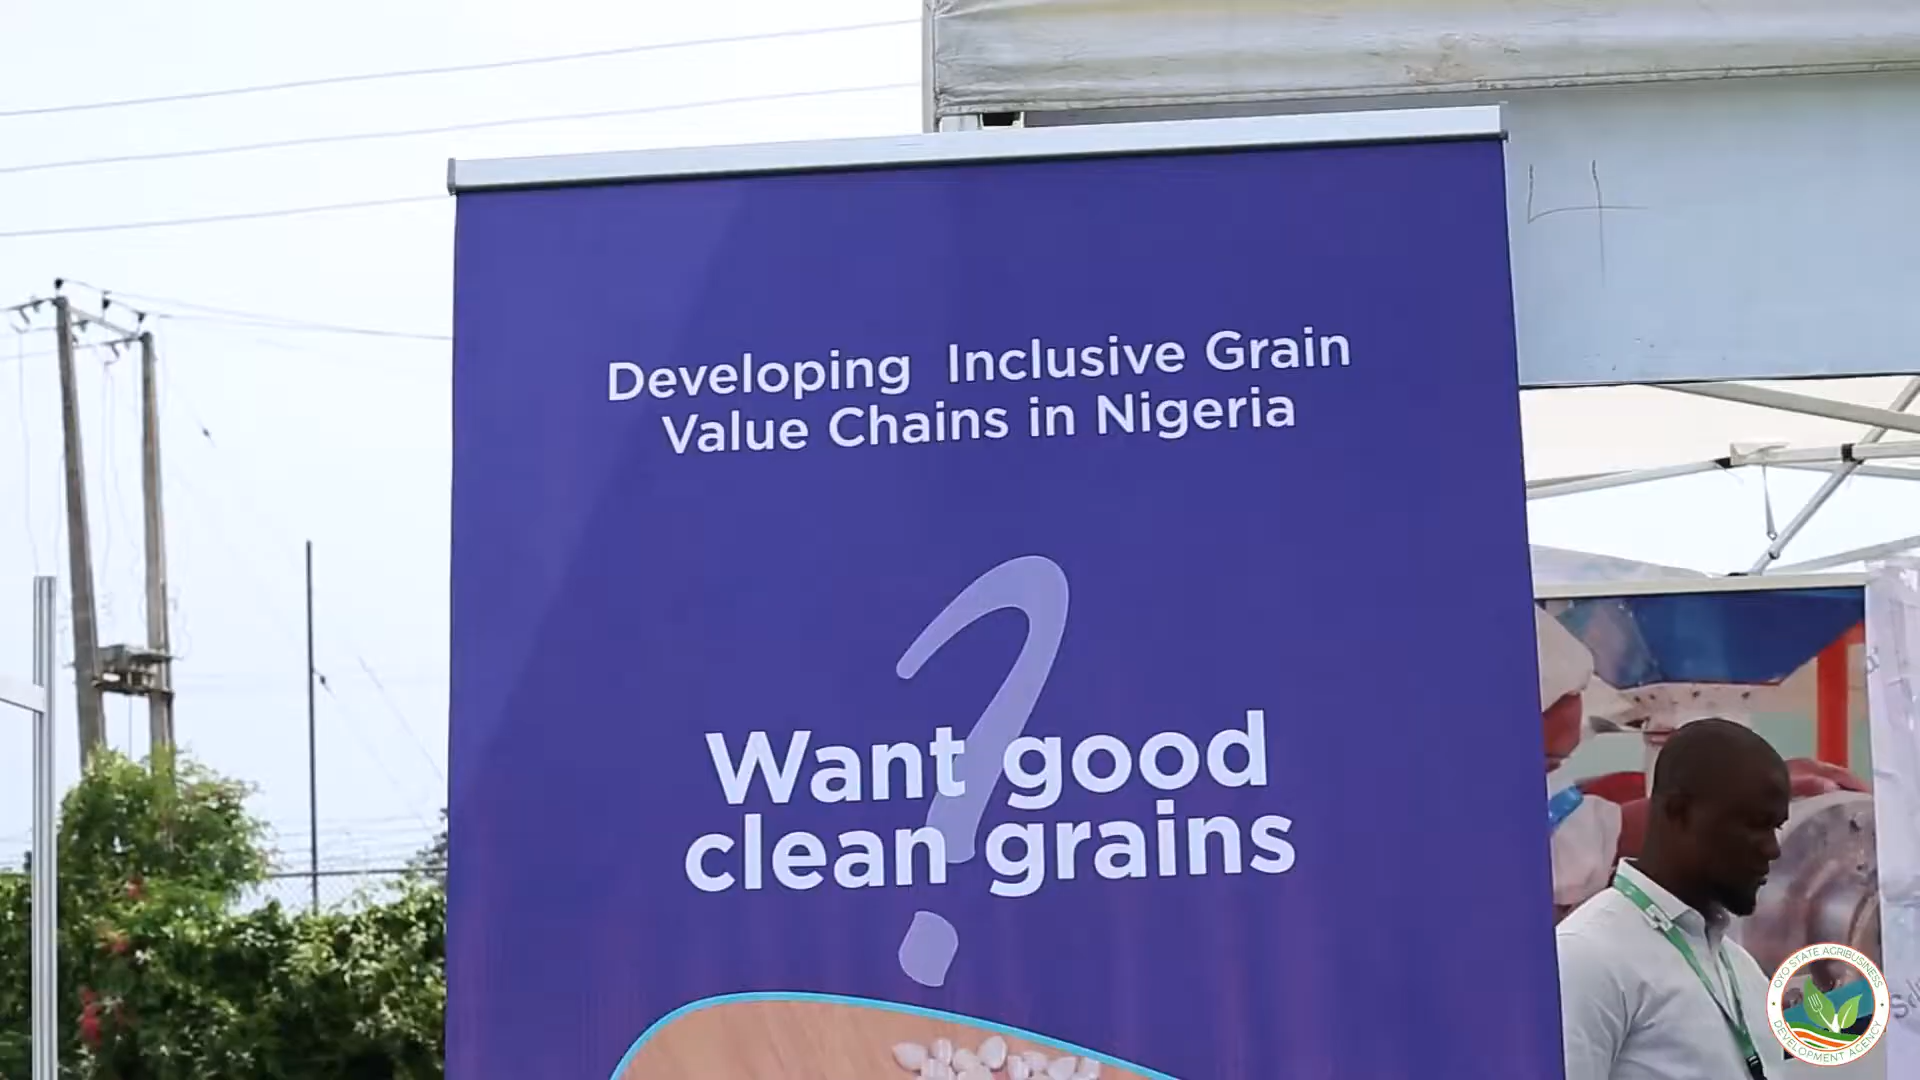 Developing Inclusive Grain
Value Chains in Nigeria
?
Want good
clean grains
OYO STATE AGRIBUSINESS
DEVELOPMENT AGENCY